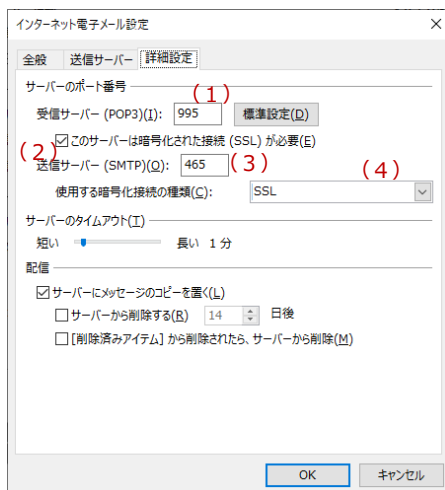 インターネット電子メール設定 ×
全般 送信サーバー 詳細設定
サーバーのポート番号
(1)
受信サーバー (POP3)(I): 995 標準設定(D)
このサーバーは暗号化された接続 (SSL) が必要(E)
(2)
送信サーバー (SMTP)(O): 465 (3)
(4)
使用する暗号化接続の種類(C): SSL
サーバーのタイムアウト(T)
短い 長い 1 分
配信
サーバーにメッセージのコピーを置く(L)
サーバーから削除する(R) 14 日後
[削除済みアイテム] から削除されたら、サーバーから削除(M)
OK キャンセル